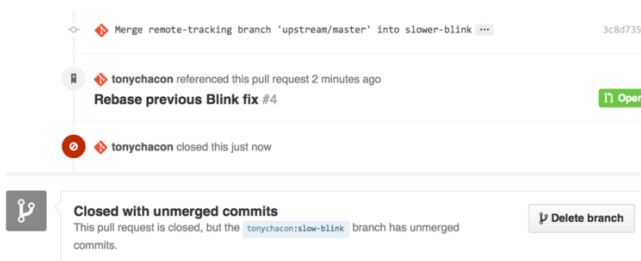 Merge remote-tracking branch 'upstream/master' into slower-blink ... 3c8d735
tonychacon referenced this pull request 2 minutes ago
Rebase previous Blink fix #4 Open
tonychacon closed this just now
Closed with unmerged commits
This pull request is closed, but the tonychacon:slow-blink branch has unmerged
commits.
Delete branch